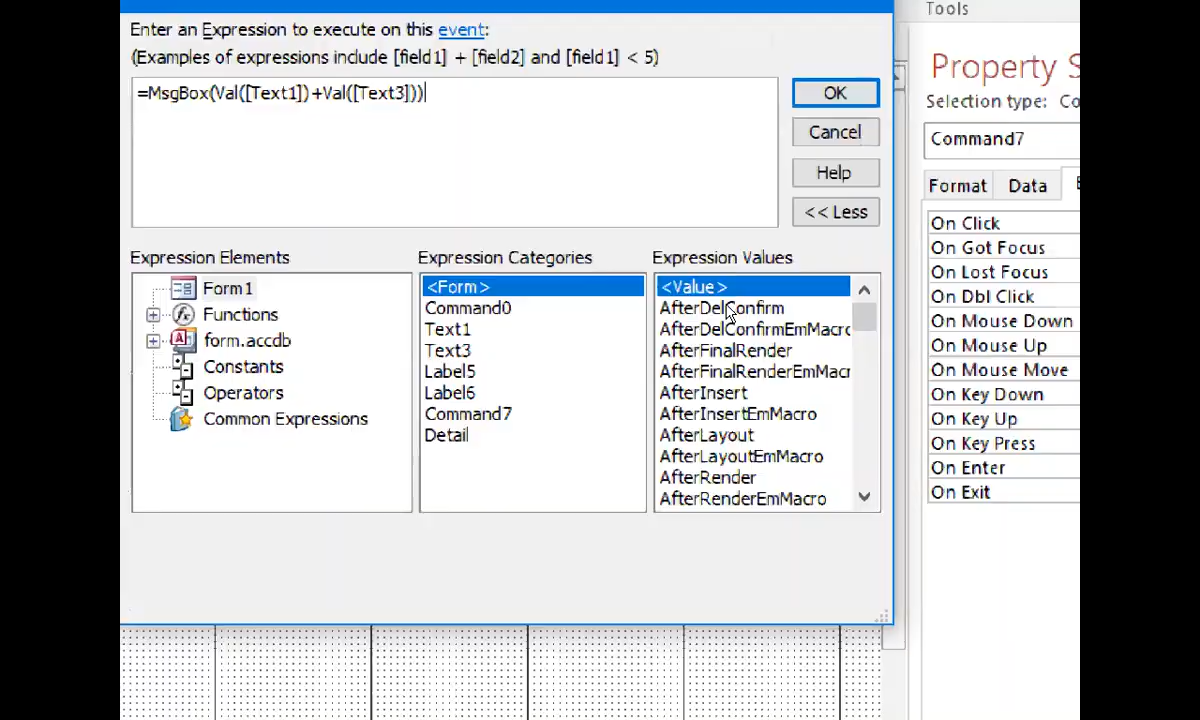 Tools
Enter an Expression to execute on this event:
(Examples of expressions include [field1] + [field2] and [field1] < 5)
=MsgBox(Val([Text1])+Val([Text3]))
OK
Cancel
Help
<< Less
Expression Elements
Form1
Functions
form.accdb
Constants
Operators
Common Expressions
Expression Categories
<Form>
Command0
Text1
Text3
Label5
Label6
Command7
Detail
Expression Values
<Value>
AfterDelConfirm
AfterDelConfirmEmMacro
AfterFinalRender
AfterFinalRenderEmMacr
AfterInsert
AfterInsertEmMacro
AfterLayout
AfterLayoutEmMacro
AfterRender
AfterRenderEmMacro
Property S
Selection type: Co
Command7
Format
Data
On Click
On Got Focus
On Lost Focus
On Dbl Click
On Mouse Down
On Mouse Up
On Mouse Move
On Key Down
On Key Up
On Key Press
On Enter
On Exit